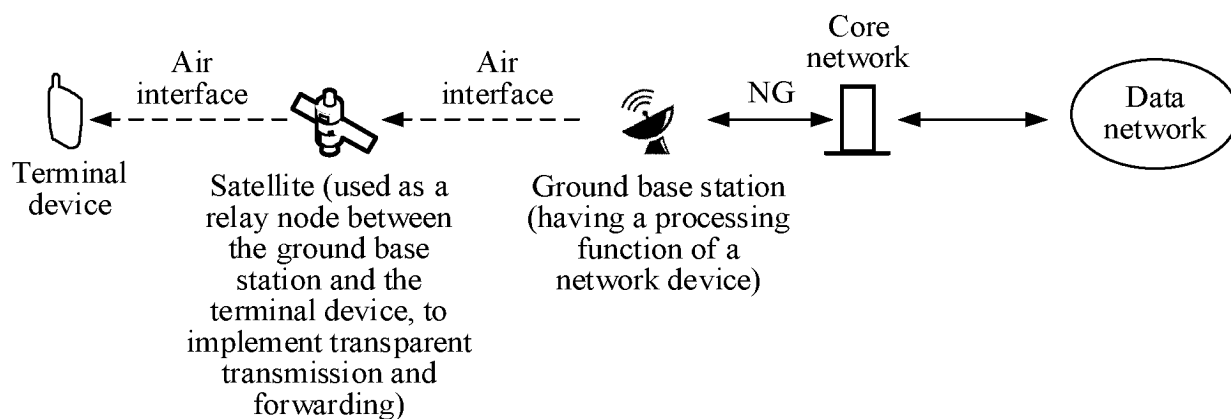 Air
interface
Air
interface
NG
Core
network
Data
network
Terminal
device
Satellite (used as a
relay node between
the ground base
station and the
terminal device, to
implement transparent
transmission and
forwarding)
Ground base station
(having a processing
function of a
network device)